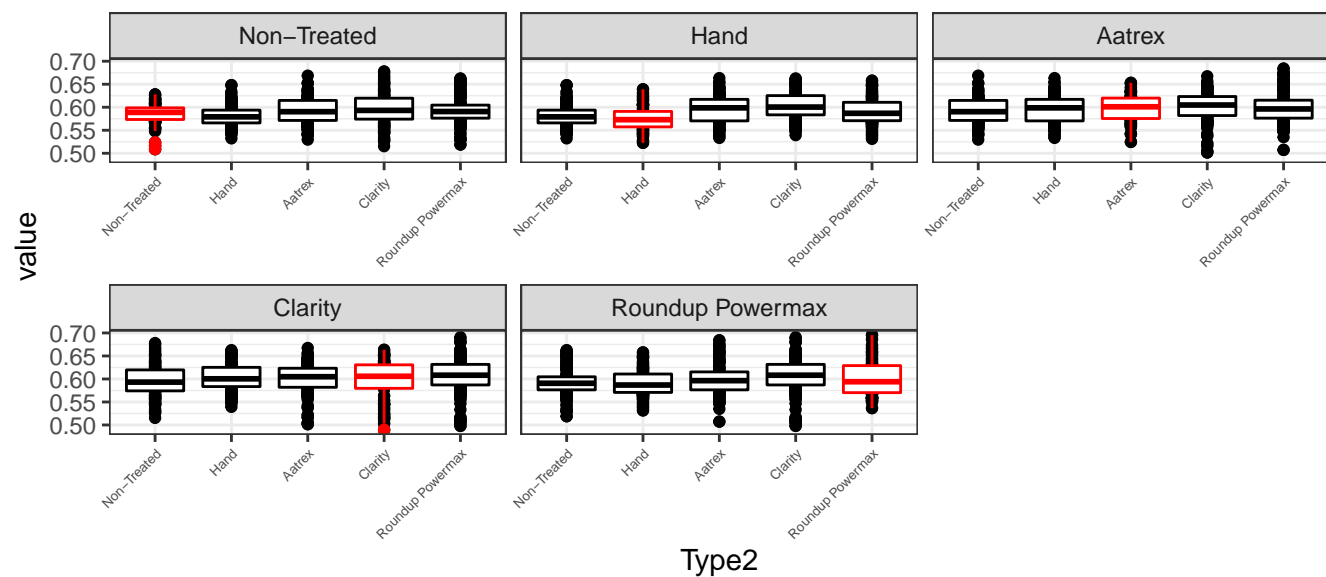 Non−Treated Hand Aatrex
0.70
0.65
0.60
0.55
0.50
Non−Treated Hand Aatrex Clarity Roundup Powermax Non−Treated Hand Aatrex Clarity Roundup Powermax Non−Treated Hand Aatrex Clarity Roundup Powermax
value
Clarity Roundup Powermax
0.70
0.65
0.60
0.55
0.50
Non−Treated Hand Aatrex Clarity Roundup Powermax Non−Treated Hand Aatrex Clarity Roundup Powermax
Type2